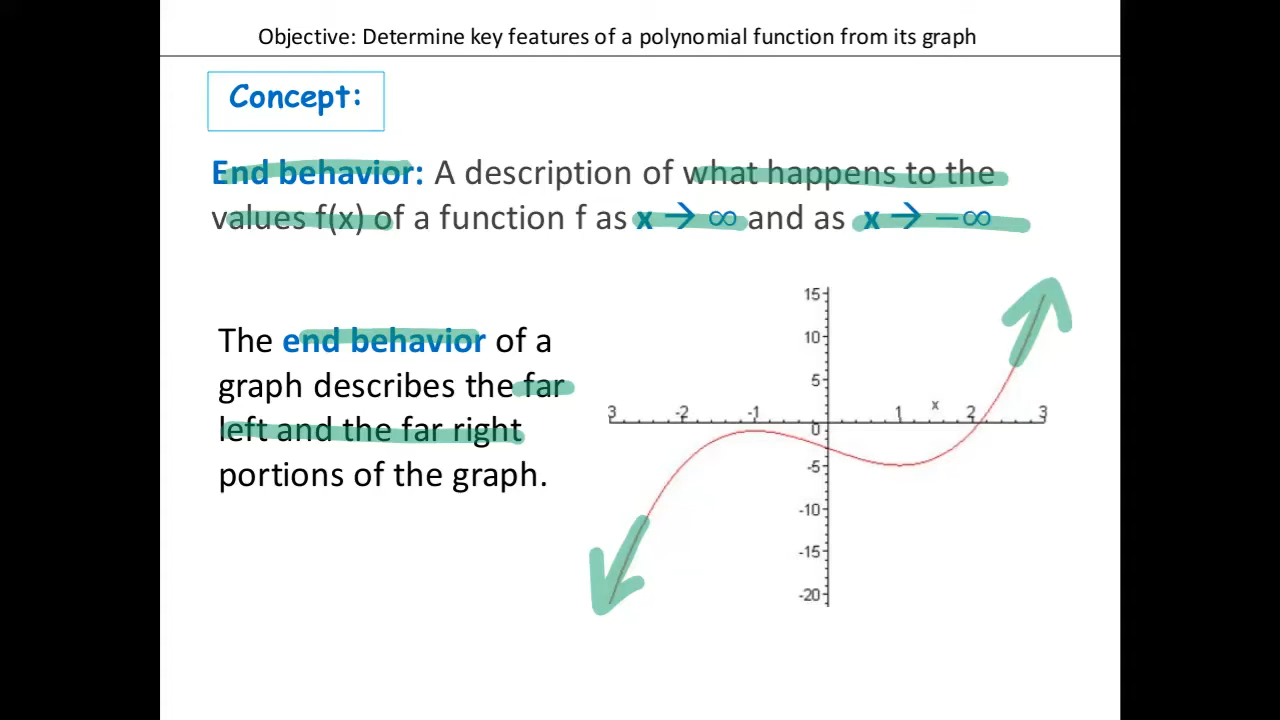 Objective: Determine key features of a polynomial function from its graph
Concept:
End behavior: A description of what happens to the
values f(x) of a function f as x → ∞ and as x → −∞
The end behavior of a
graph describes the far
left and the far right
portions of the graph.
15
10
5
3 -2 -1 1 x 2 3
0
-5
-10
-15
-20